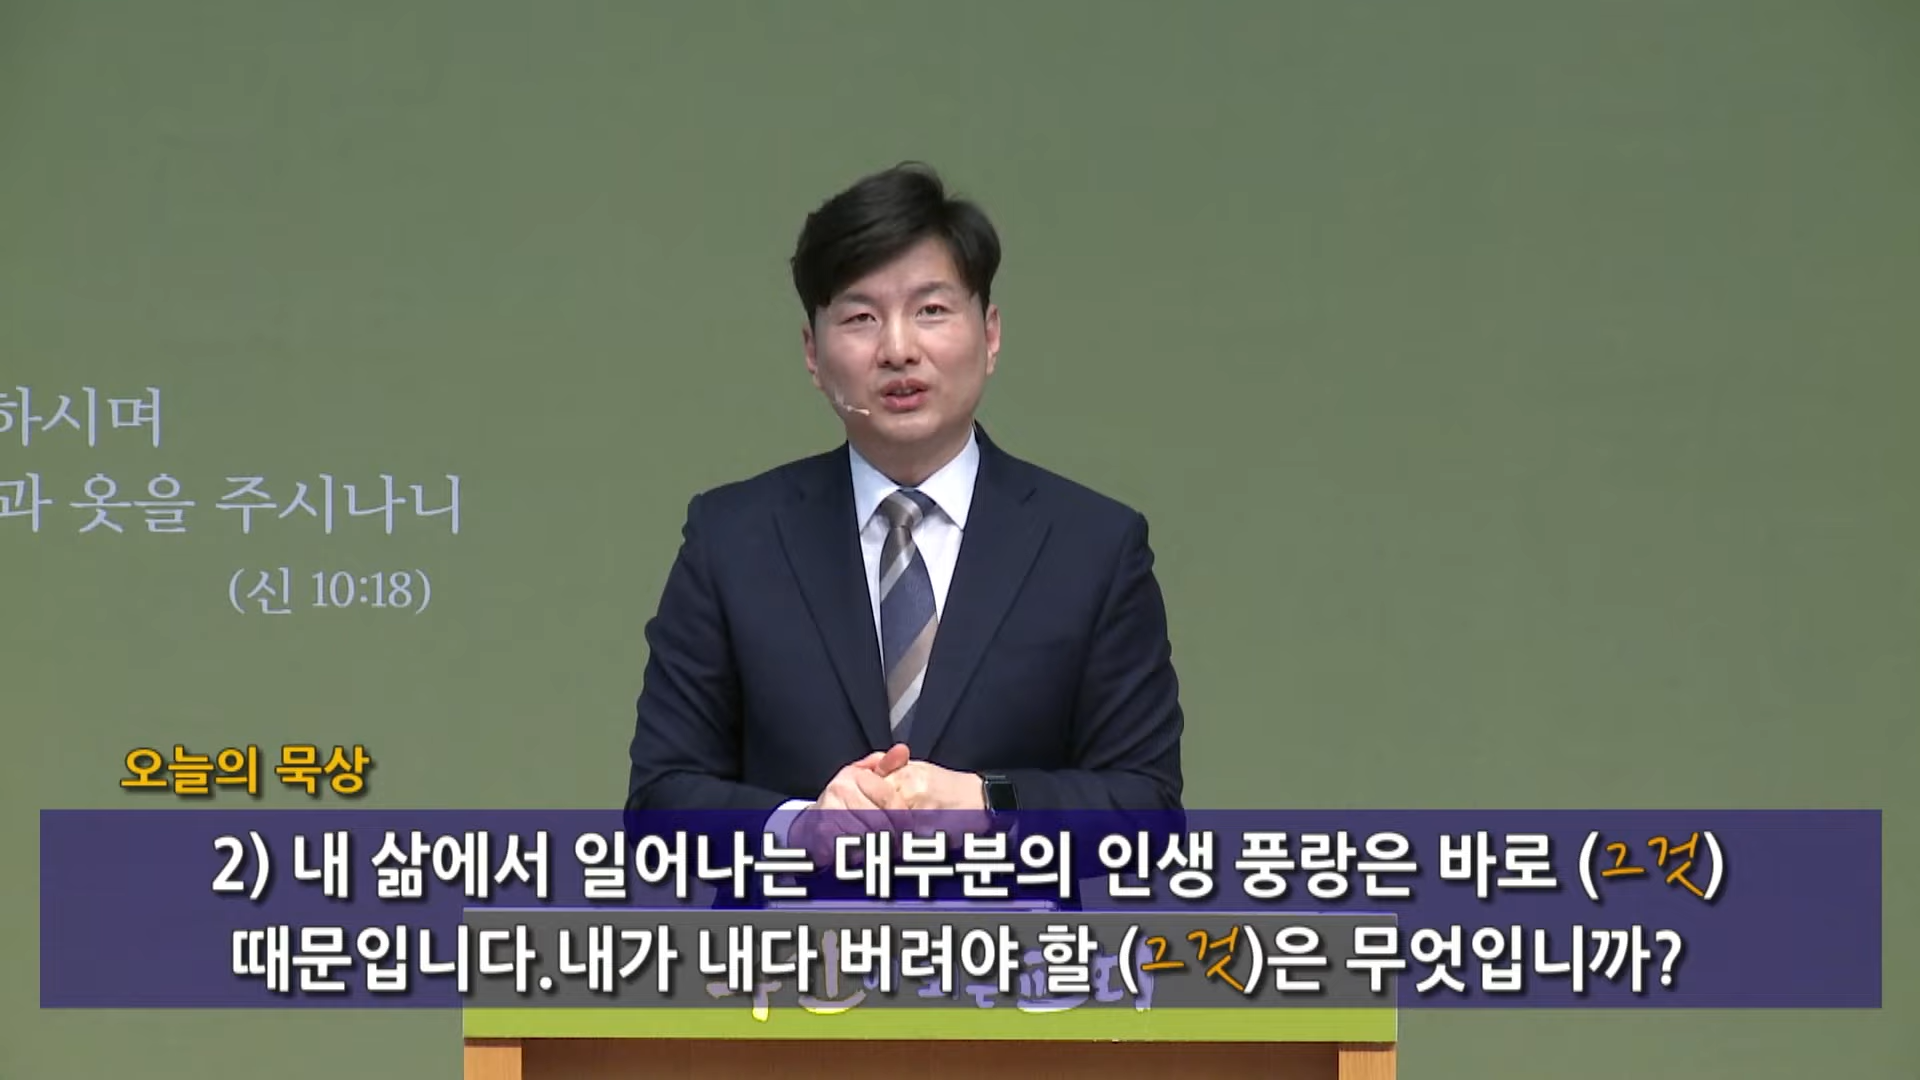 하시며
과 옷을 주시나니
(신 10:18)
오늘의 묵상
2) 내 삶에서 일어나는 대부분의 인생 풍랑은 바로 (그것)
때문입니다.내가 내다 버려야 할 (그것)은 무엇입니까?